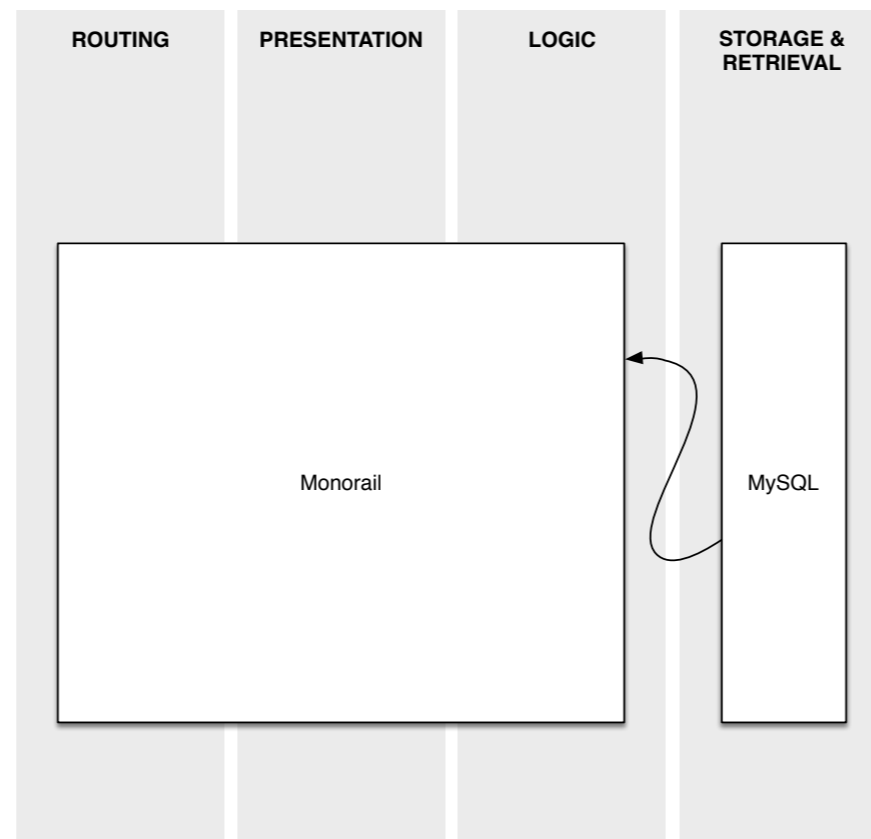 ROUTING
PRESENTATION
LOGIC
STORAGE &
RETRIEVAL
Monorail
MySQL